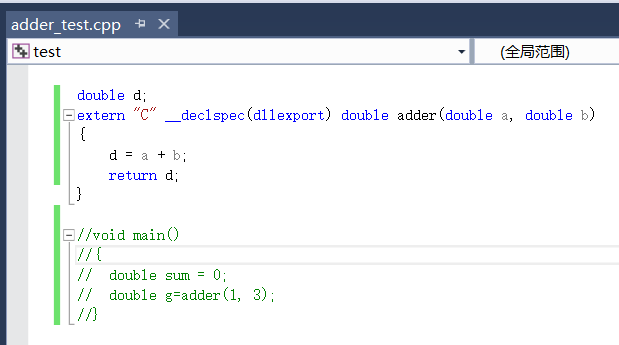 adder_test.cpp
test (全局范围)
double d;
extern "C" __declspec(dllexport) double adder(double a, double b)
{
    d = a + b;
    return d;
}
//void main()
//{
//  double sum = 0;
//  double g=adder(1, 3);
//}